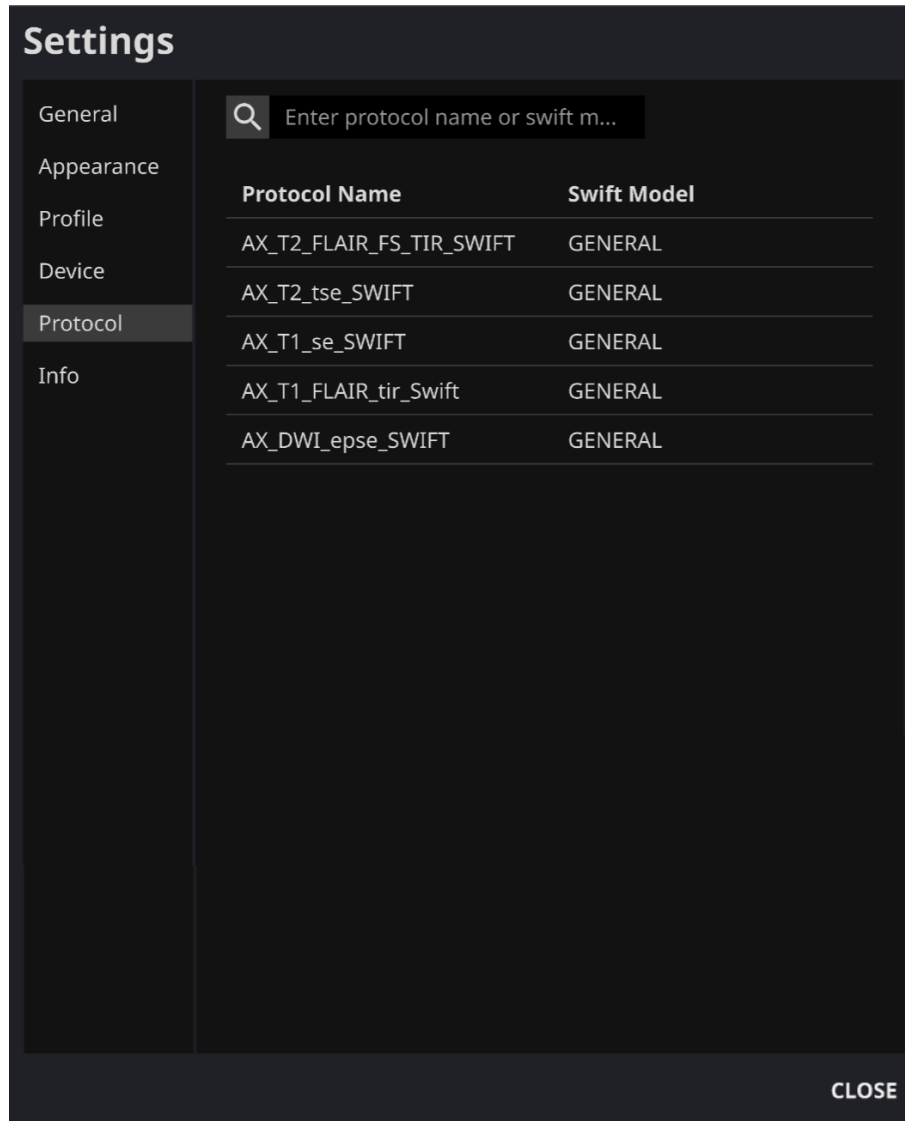 Settings
General
Appearance
Profile
Device
Protocol
Info
Enter protocol name or swift m...
Protocol Name Swift Model
AX_T2_FLAIR_FS_TIR_SWIFT GENERAL
AX_T2_tse_SWIFT GENERAL
AX_T1_se_SWIFT GENERAL
AX_T1_FLAIR_tir_Swift GENERAL
AX_DWI_epse_SWIFT GENERAL
CLOSE